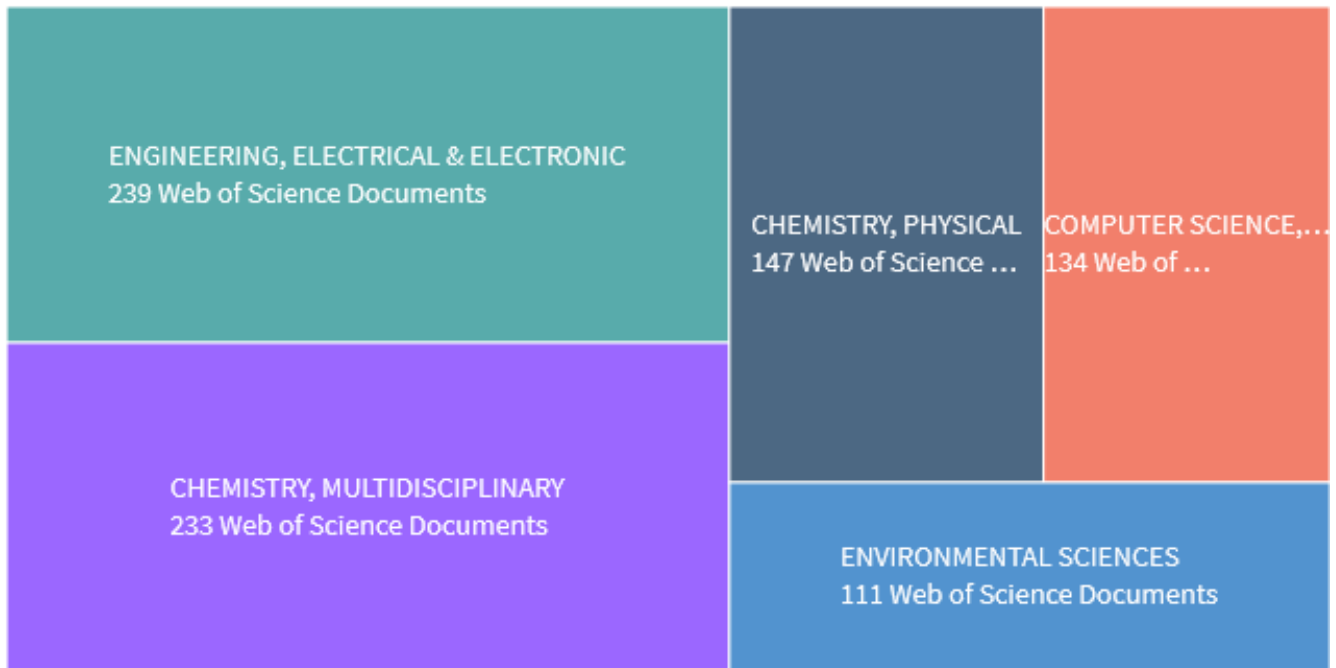 ENGINEERING, ELECTRICAL & ELECTRONIC
239 Web of Science Documents
CHEMISTRY, MULTIDISCIPLINARY
233 Web of Science Documents
CHEMISTRY, PHYSICAL
147 Web of Science ...
COMPUTER SCIENCE,...
134 Web of ...
ENVIRONMENTAL SCIENCES
111 Web of Science Documents